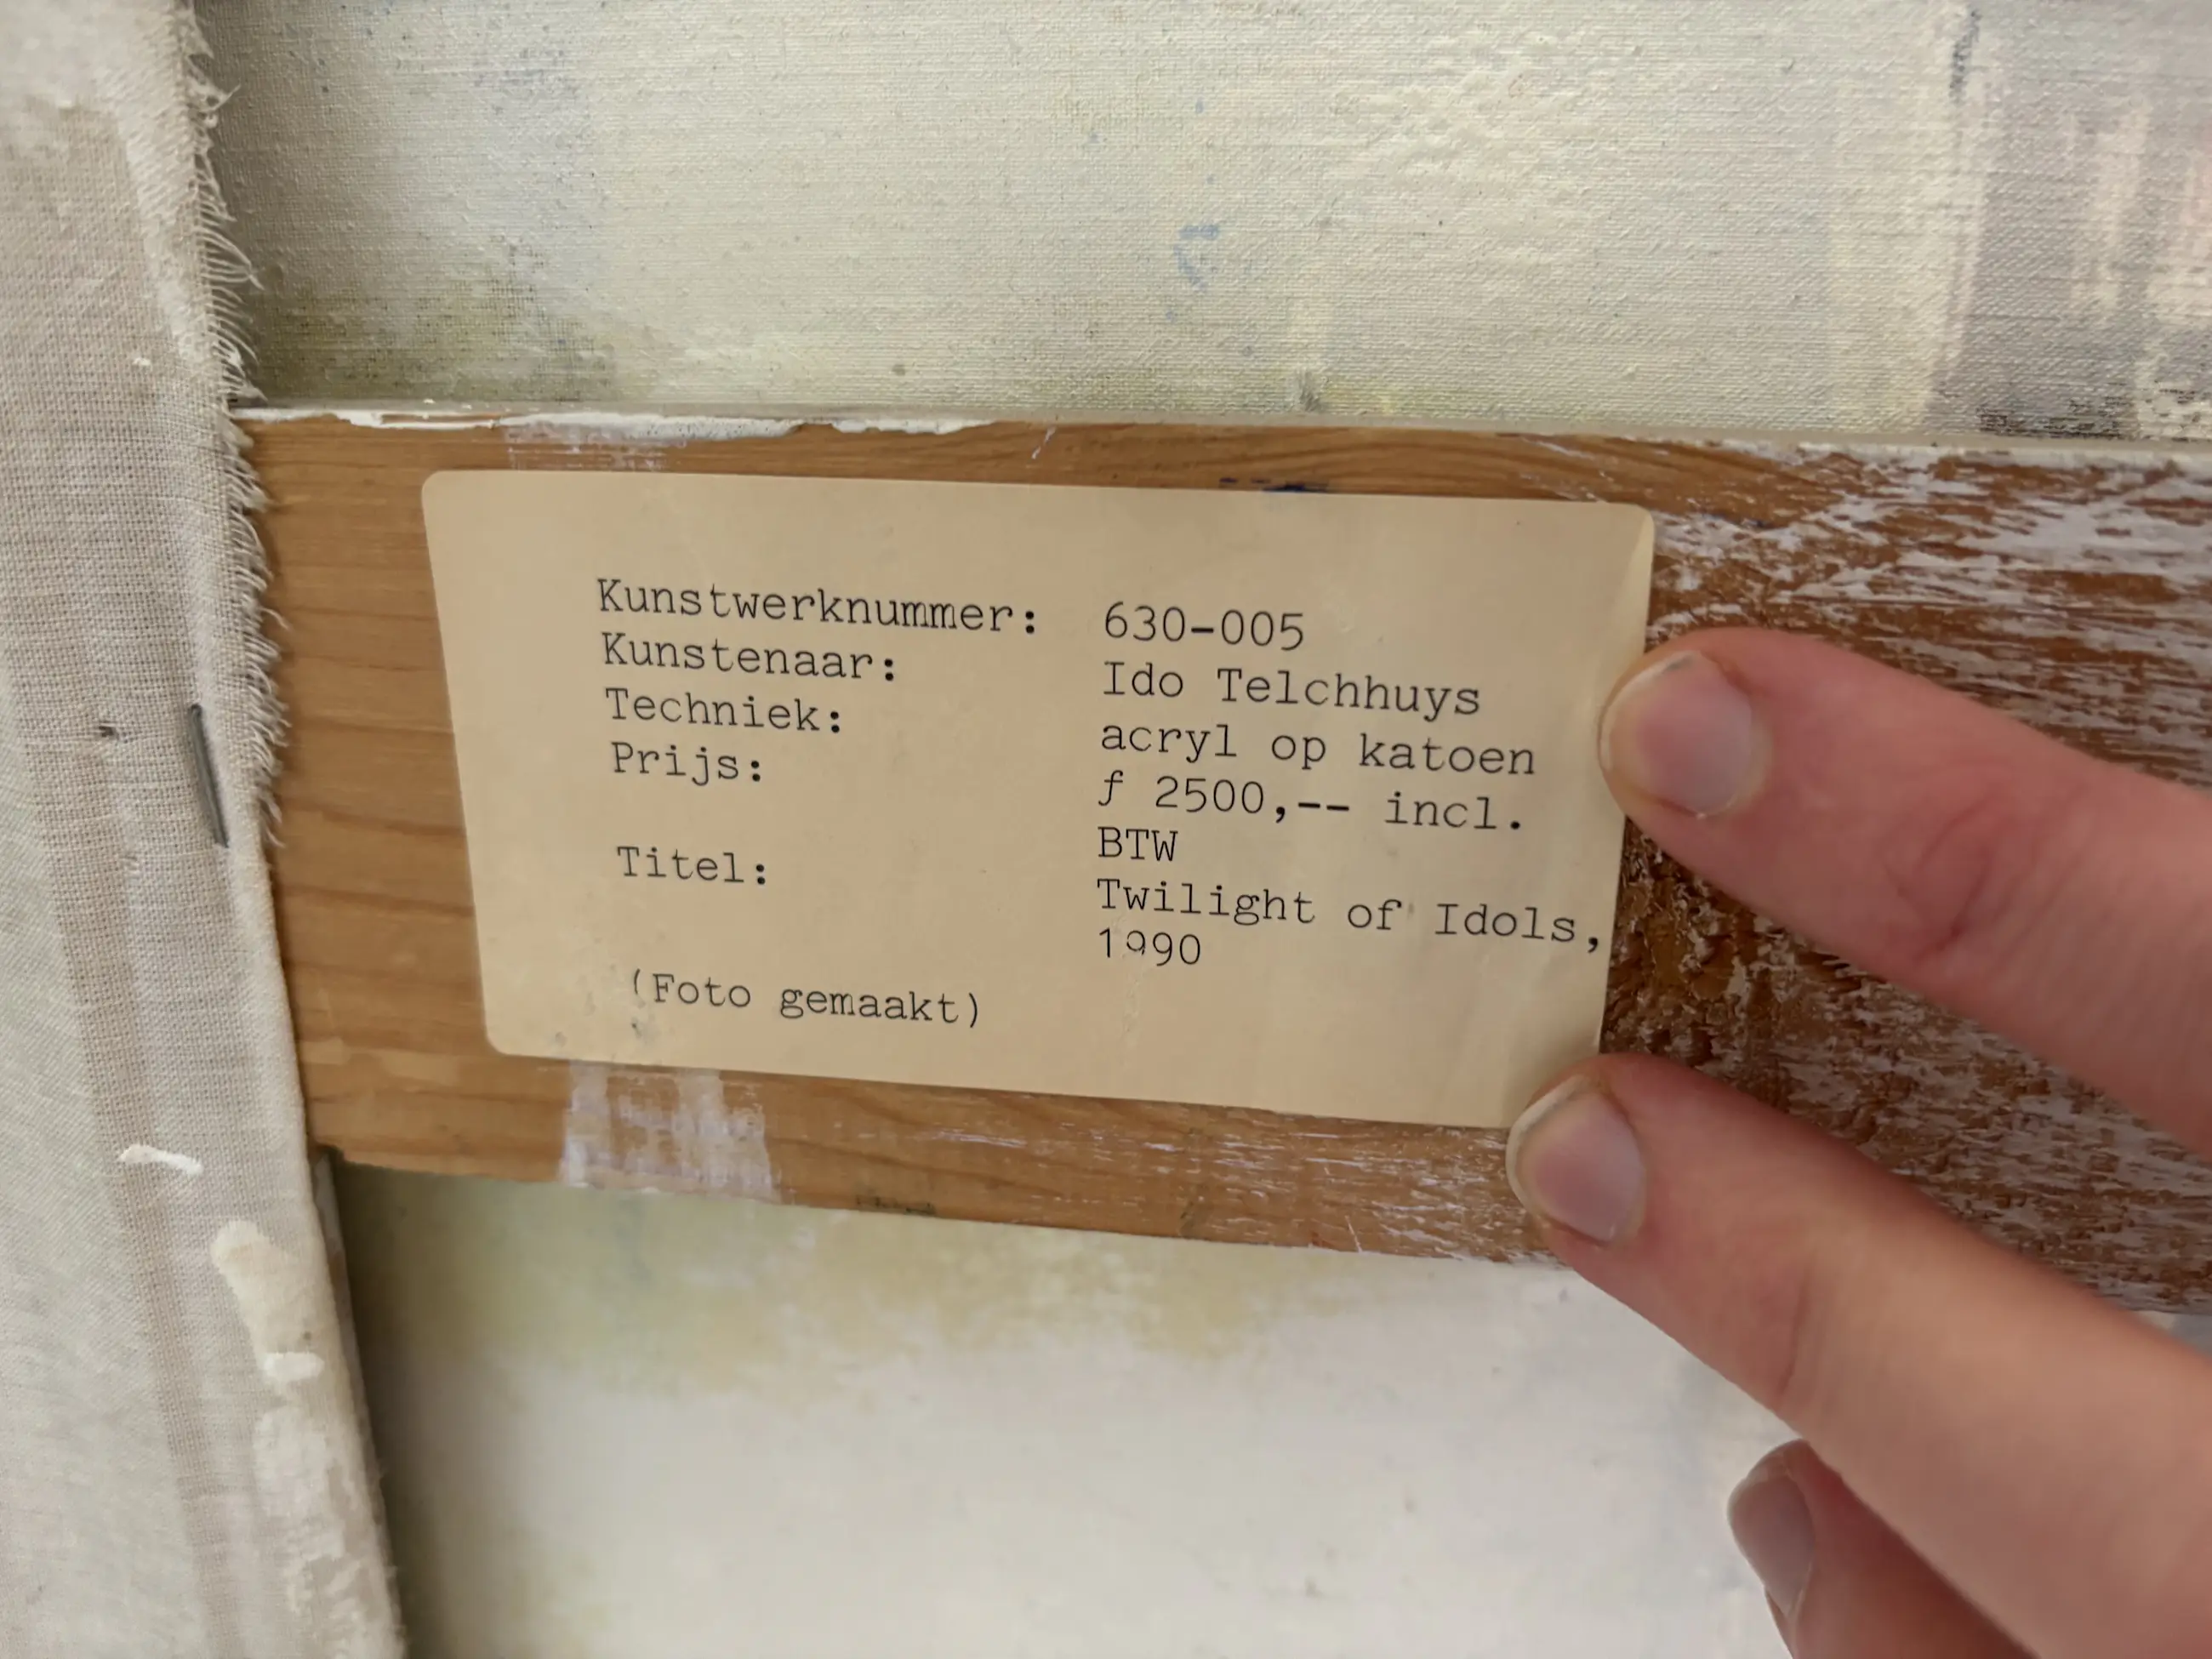 Kunstwerknummer: 630-005
Kunstenaar: Ido Telchhuys
Techniek: acryl op katoen
Prijs: ƒ 2500,-- incl.
BTW
Titel: Twilight of Idols,
1990
(Foto gemaakt)